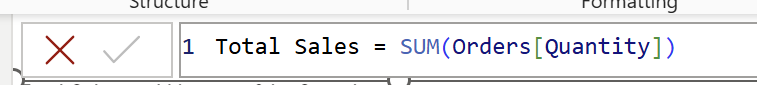 Structure
Formatting
1 Total Sales = SUM(Orders[Quantity])